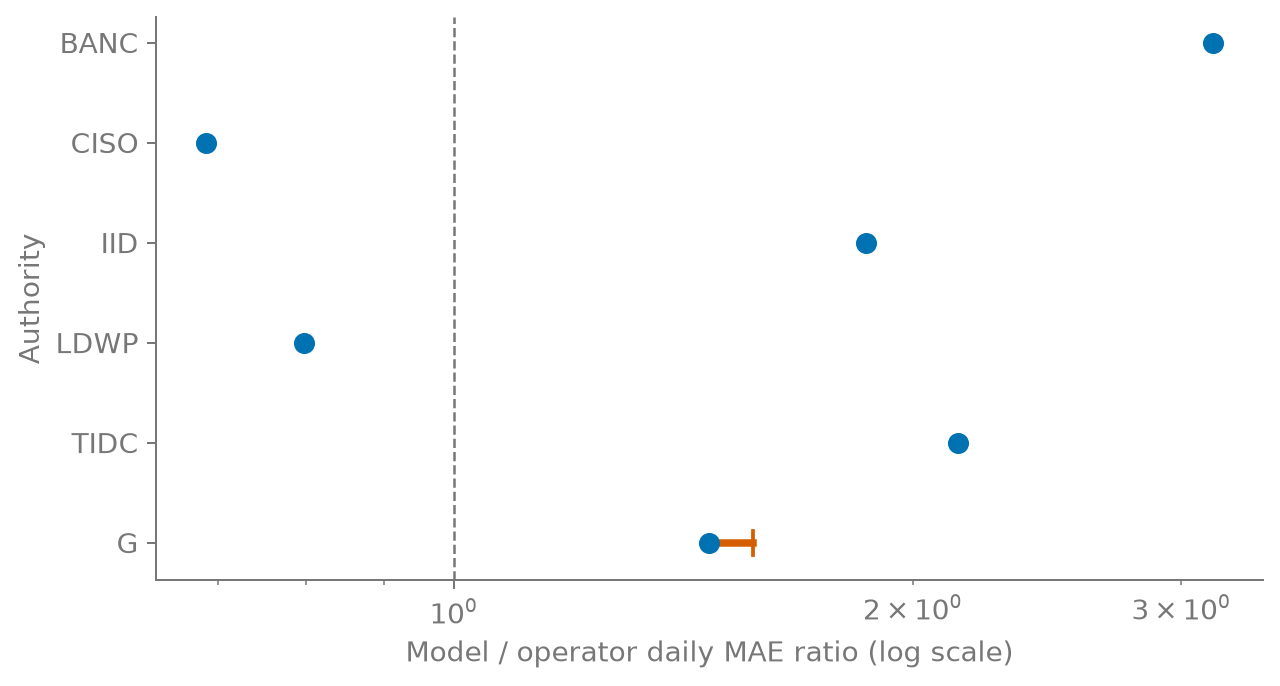 BANC
CISO
IID
LDWP
TIDC
G
Authority
10⁰
2 × 10⁰
3 × 10⁰
Model / operator daily MAE ratio (log scale)